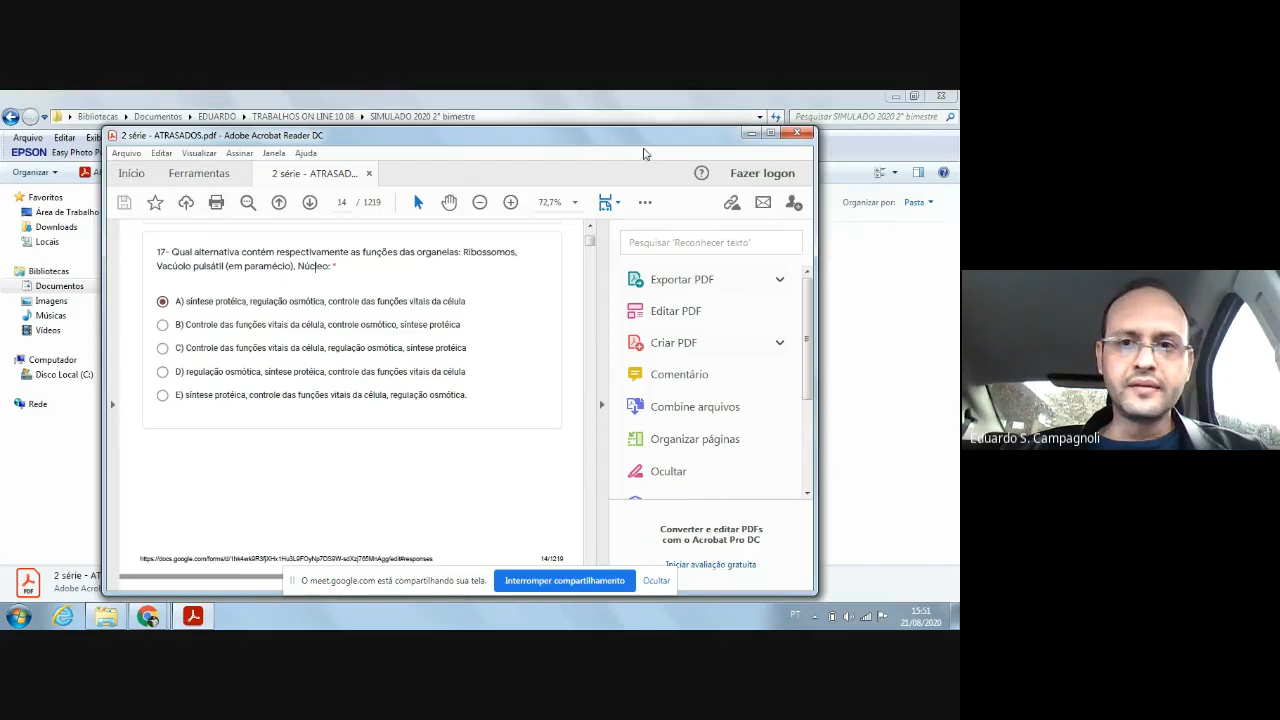 Bibliotecas ▸ Documentos ▸ EDUARDO ▸ TRABALHOS ON LINE 10 08 ▸ SIMULADO 2020 2° bimestre
Pesquisar SIMULADO 2020 2° bimestre
Arquivo Editar Exib
EPSON Easy Photo P
Organizar
Organizar por: Pasta
Favoritos
Área de Trabalho
Downloads
Locais
Bibliotecas
Documentos
Imagens
Músicas
Vídeos
Computador
Disco Local (C:)
Rede
2 série - ATRASADOS.pdf - Adobe Acrobat Reader DC
Arquivo Editar Visualizar Assinar Janela Ajuda
Início Ferramentas 2 série - ATRASAD... × Fazer logon
14 / 1219 72,7%
17- Qual alternativa contém respectivamente as funções das organelas: Ribossomos,
Vacúolo pulsátil (em paramécio), Núcleo: *
A) síntese protéica, regulação osmótica, controle das funções vitais da célula
B) Controle das funções vitais da célula, controle osmótico, síntese protéica
C) Controle das funções vitais da célula, regulação osmótica, síntese protéica
D) regulação osmótica, síntese protéica, controle das funções vitais da célula
E) síntese protéica, controle das funções vitais da célula, regulação osmótica.
14/1219
Pesquisar 'Reconhecer texto'
Exportar PDF
Editar PDF
Criar PDF
Comentário
Combine arquivos
Organizar páginas
Ocultar
Converter e editar PDFs
com o Acrobat Pro DC
Iniciar avaliação gratuita
2 série - AT
Adobe Acrob
O meet.google.com está compartilhando sua tela. Interromper compartilhamento Ocultar
PT 15:51
21/08/2020
Eduardo S. Campagnoli